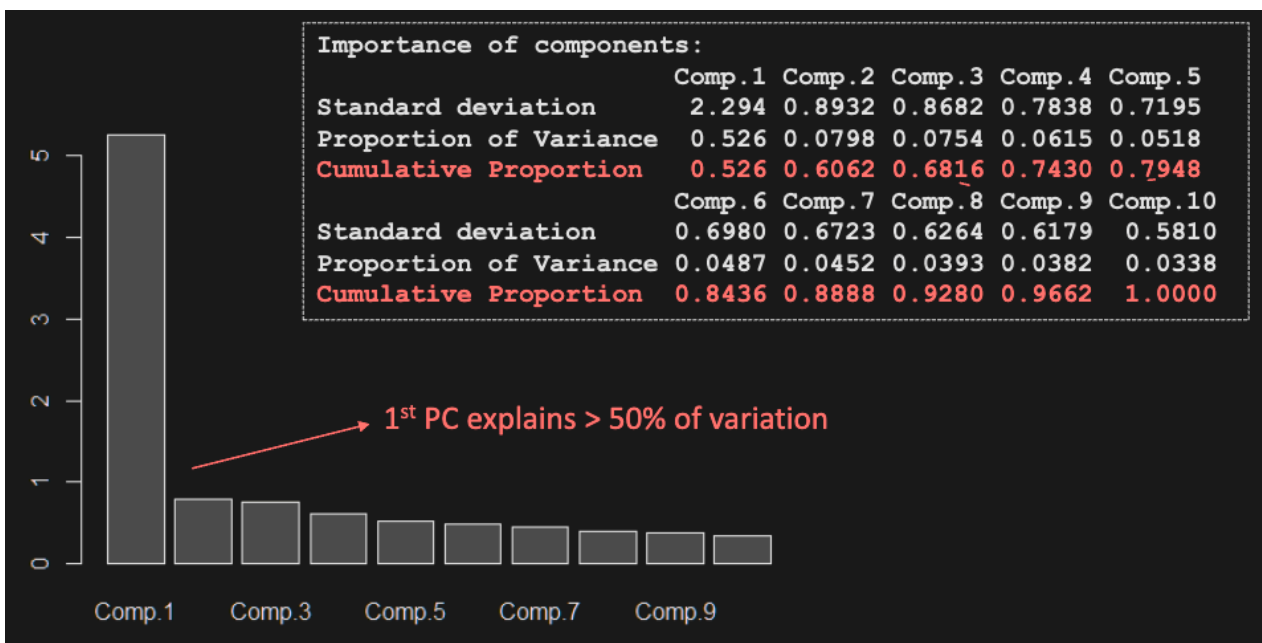 Importance of components:
Comp.1 Comp.2 Comp.3 Comp.4 Comp.5
Standard deviation 2.294 0.8932 0.8682 0.7838 0.7195
Proportion of Variance 0.526 0.0798 0.0754 0.0615 0.0518
Cumulative Proportion 0.526 0.6062 0.6816 0.7430 0.7948
Comp.6 Comp.7 Comp.8 Comp.9 Comp.10
Standard deviation 0.6980 0.6723 0.6264 0.6179 0.5810
Proportion of Variance 0.0487 0.0452 0.0393 0.0382 0.0338
Cumulative Proportion 0.8436 0.8888 0.9280 0.9662 1.0000
5
4
3
2
1
0
1st PC explains > 50% of variation
Comp.1 Comp.3 Comp.5 Comp.7 Comp.9